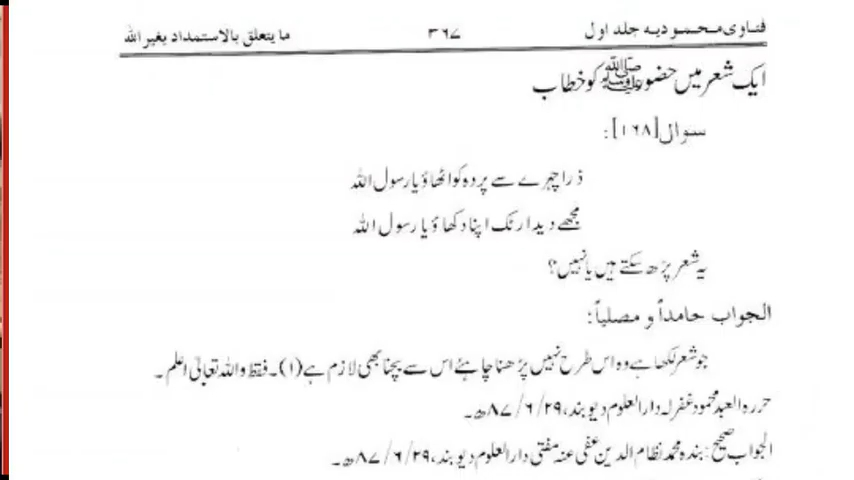 فتاوی محمودیہ جلد اول ۳۶۷ ما یتعلق بالاستمداد بغیر اللہ
ایک شعر میں حضور ﷺ کو خطاب
سوال [۱۶۸]:
ذرا چہرے سے پردہ کو اٹھاؤ یا رسول اللہ
مجھے دیدار تک اپنا دکھاؤ یا رسول اللہ
یہ شعر پڑھ سکتے ہیں یا نہیں؟
الجواب حامداً و مصلیاً:
جو شعر لکھا ہے وہ اس طرح نہیں پڑھنا چاہئے اس سے بچنا بھی لازم ہے (۱)۔ فقط واللہ تعالیٰ اعلم۔
حررہ العبد محمود غفرلہ دارالعلوم دیوبند، ۲۹/۶/۸۷ھ۔
الجواب صحیح: بندہ محمد نظام الدین عفی عنہ مفتی دارالعلوم دیوبند، ۲۹/۶/۸۷ھ۔